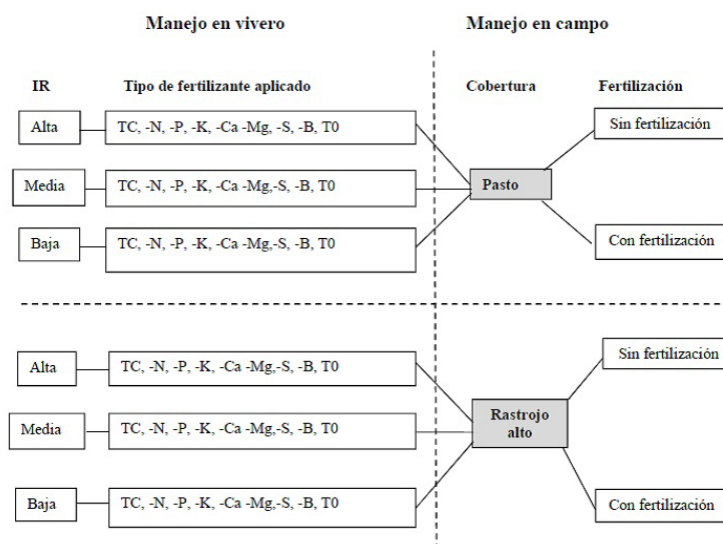 Manejo en vivero Manejo en campo
IR Tipo de fertilizante aplicado Cobertura Fertilización
Alta TC, -N, -P, -K, -Ca -Mg, -S, -B, T0 Sin fertilización
Media TC, -N, -P, -K, -Ca -Mg,-S, -B, T0 Pasto
Baja TC, -N, -P, -K, -Ca -Mg,-S, -B, T0 Con fertilización
Alta TC, -N, -P, -K, -Ca -Mg,-S, -B, T0 Sin fertilización
Media TC, -N, -P, -K, -Ca -Mg,-S, -B, T0 Rastrojo
alto
Baja TC, -N, -P, -K, -Ca -Mg,-S, -B, T0 Con fertilización